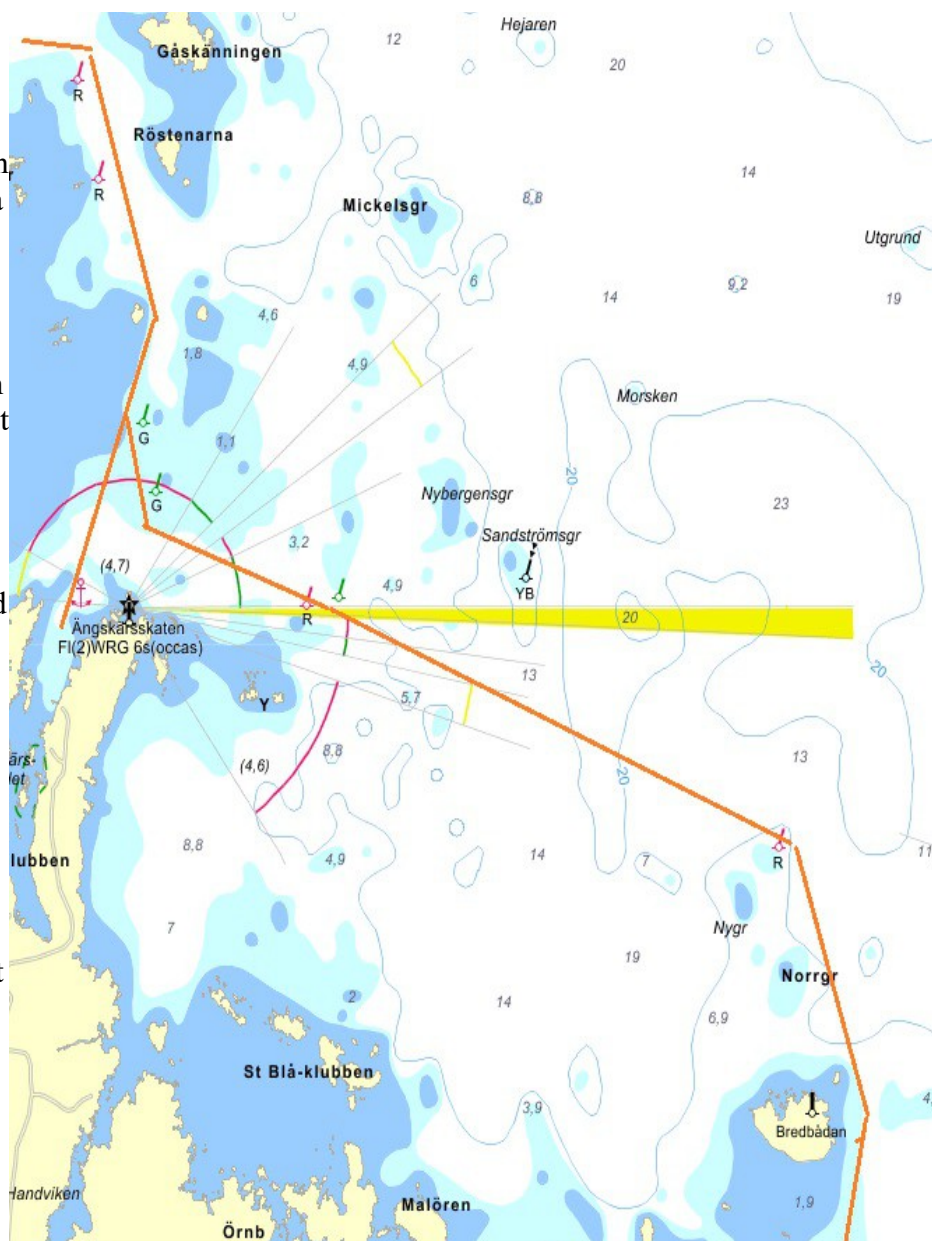 Hejaren
12
Gåskänningen
20
R
Röstenarna
R
14
8,8
Mickelsgr
Utgrund
6
9,2
14
19
4,6
1,8
4,9
Morsken
G
1,1
20
Nybergensgr
23
G
Sandströmsgr
3,2
(4,7)
4,9
YB
R
20
Ängskärsskaten
Fl(2)WRG 6s(occas)
20
13
5,7
Y
8,8
13
(4,6)
20
8,8
4,9
14
7
R
11
lubben
7
Nygr
19
Norrgr
2
14
6,9
St Blå-klubben
3,9
4,
Bredbådan
Handviken
Malören
1,9
Örnb